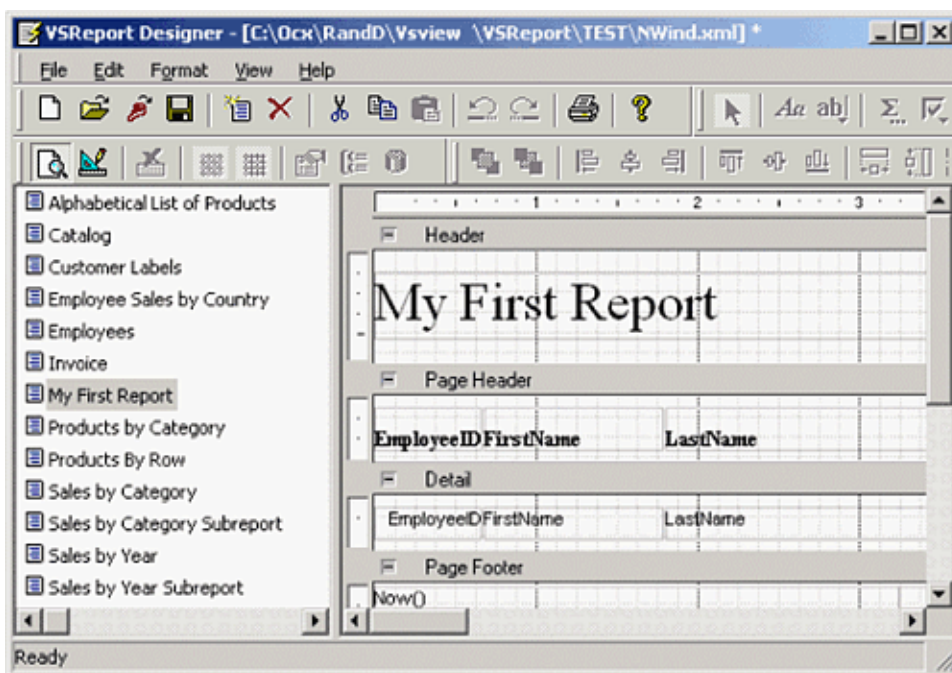 VSReport Designer - [C:\Ocx\RandD\Vsview \VSReport\TEST\NWind.xml] *
File Edit Format View Help
Aa ab
Alphabetical List of Products
Catalog
Customer Labels
Employee Sales by Country
Employees
Invoice
My First Report
Products by Category
Products By Row
Sales by Category
Sales by Category Subreport
Sales by Year
Sales by Year Subreport
1 2 3
Header
My First Report
Page Header
EmployeeID FirstName LastName
Detail
EmployeeID FirstName LastName
Page Footer
Now()
Ready